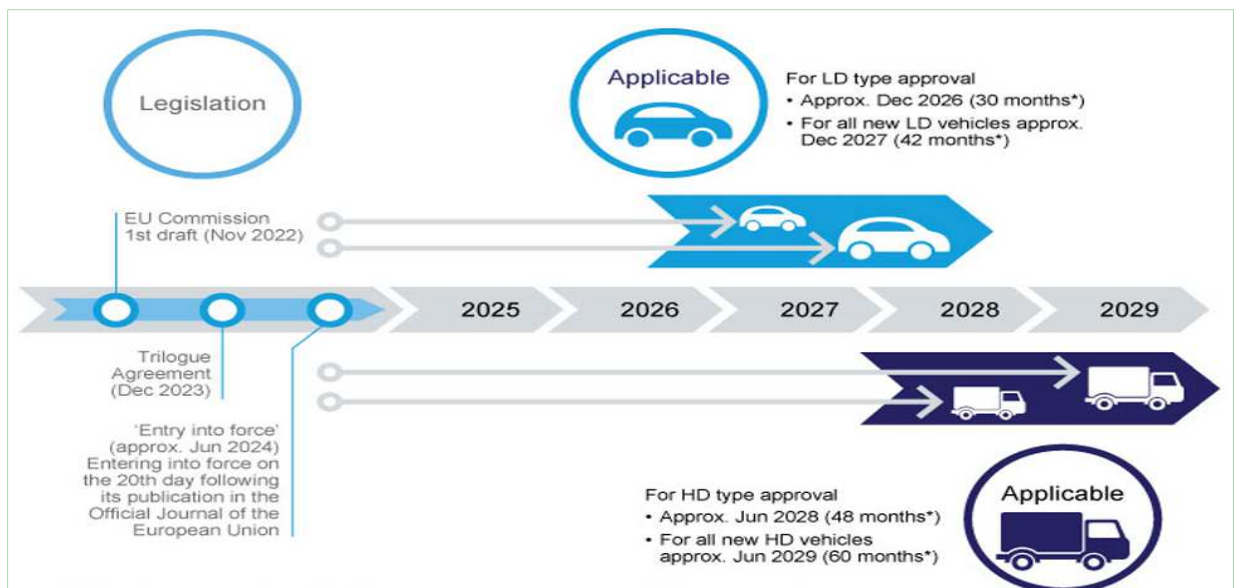 Legislation
Applicable
For LD type approval
• Approx. Dec 2026 (30 months*)
• For all new LD vehicles approx.
Dec 2027 (42 months*)
EU Commission
1st draft (Nov 2022)
2025
2026
2027
2028
2029
Trilogue
Agreement
(Dec 2023)
‘Entry into force’
(approx. Jun 2024)
Entering into force on
the 20th day following
its publication in the
Official Journal of the
European Union
For HD type approval
• Approx. Jun 2028 (48 months*)
• For all new HD vehicles
approx. Jun 2029 (60 months*)
Applicable